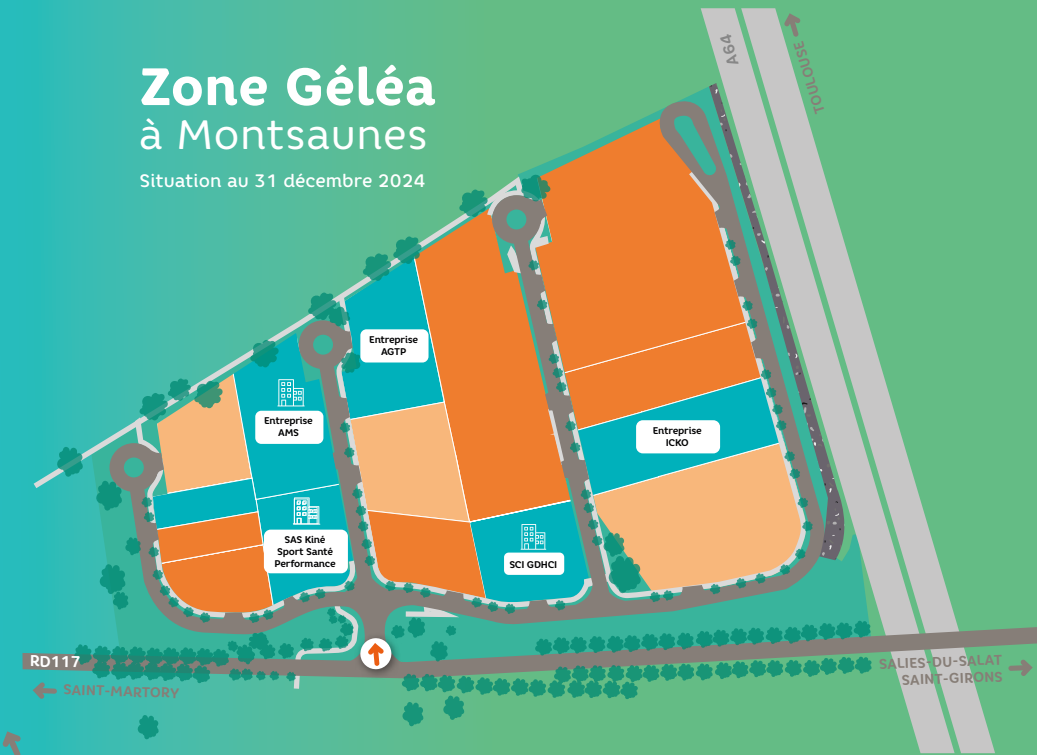 Zone Géléa
à Montsaunes
Situation au 31 décembre 2024
A64
TOULOUSE
Entreprise
AGTP
Entreprise
AMS
Entreprise
ICKO
SAS Kiné
Sport Santé
Performance
SCI GDHCI
RD117
SAINT-MARTORY
SALIES-DU-SALAT
SAINT-GIRONS